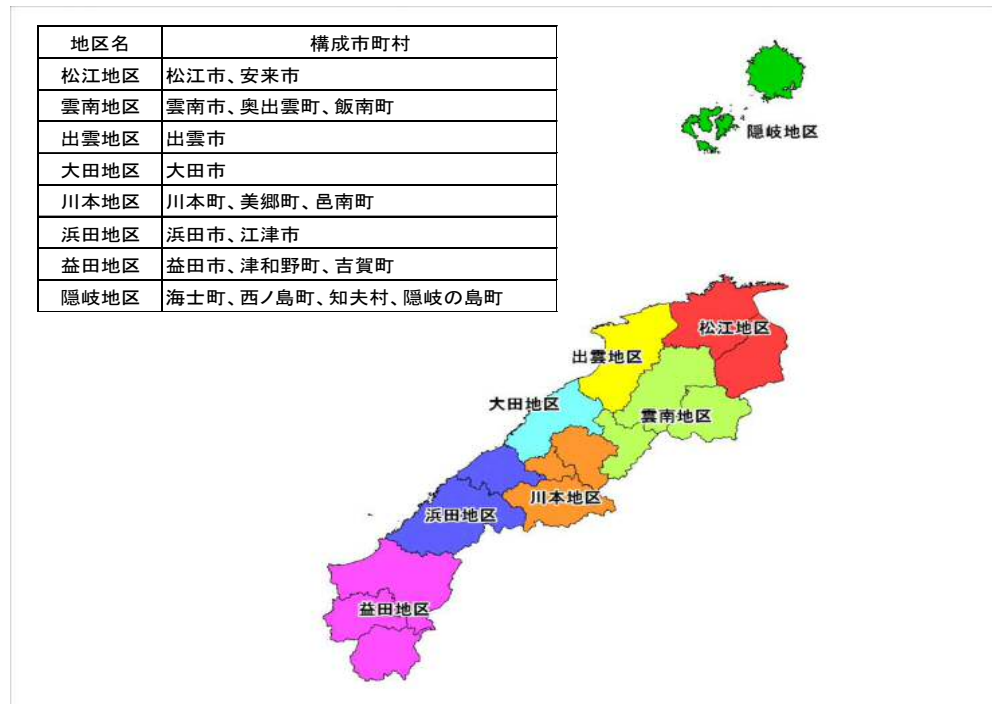 地区名 構成市町村
松江地区 松江市、安来市
雲南地区 雲南市、奥出雲町、飯南町
出雲地区 出雲市
大田地区 大田市
川本地区 川本町、美郷町、邑南町
浜田地区 浜田市、江津市
益田地区 益田市、津和野町、吉賀町
隠岐地区 海士町、西ノ島町、知夫村、隠岐の島町
隠岐地区
松江地区
出雲地区
大田地区
雲南地区
川本地区
浜田地区
益田地区